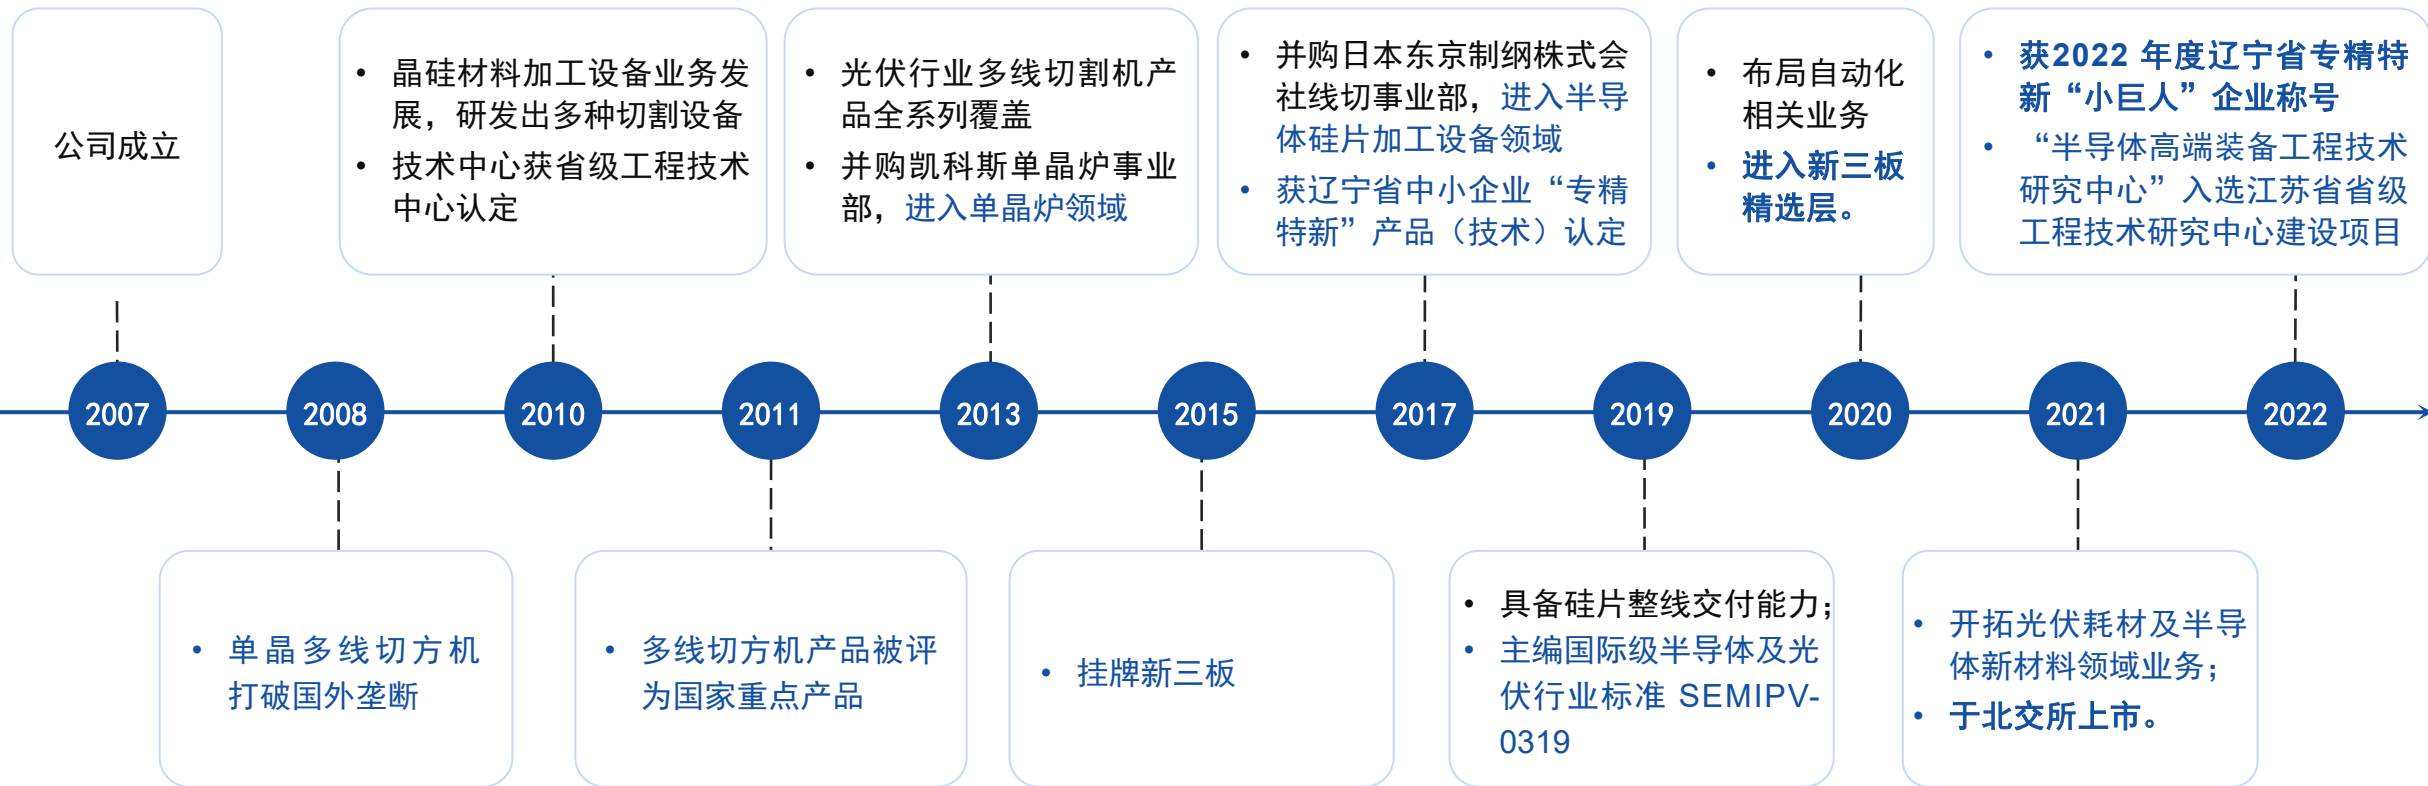 公司成立
• 晶硅材料加工设备业务发
展，研发出多种切割设备
• 技术中心获省级工程技术
中心认定
• 光伏行业多线切割机产
品全系列覆盖
• 并购凯科斯单晶炉事业
部，进入单晶炉领域
• 并购日本东京制纲株式会
社线切事业部，进入半导
体硅片加工设备领域
• 获辽宁省中小企业“专精
特新”产品（技术）认定
• 布局自动化
相关业务
• 进入新三板
精选层。
• 获2022 年度辽宁省专精特
新“小巨人”企业称号
• “半导体高端装备工程技术
研究中心”入选江苏省省级
工程技术研究中心建设项目
2007
2008
2010
2011
2013
2015
2017
2019
2020
2021
2022
• 单晶多线切方机
打破国外垄断
• 多线切方机产品被评
为国家重点产品
• 挂牌新三板
• 具备硅片整线交付能力；
• 主编国际级半导体及光
伏行业标准 SEMIPV-
0319
• 开拓光伏耗材及半导
体新材料领域业务；
• 于北交所上市。